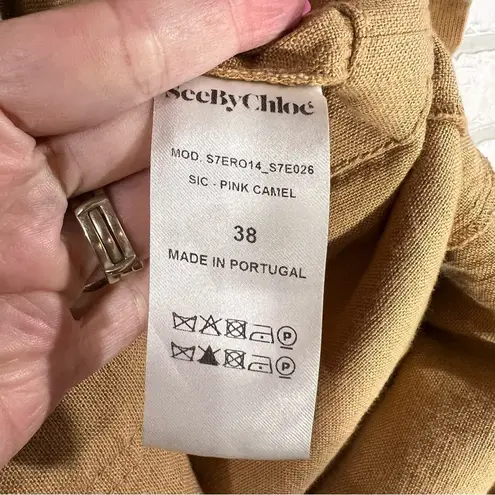 SeeByChloé
MOD. S7ERO14_S7E026
SIC - PINK CAMEL
38
MADE IN PORTUGAL
P
P